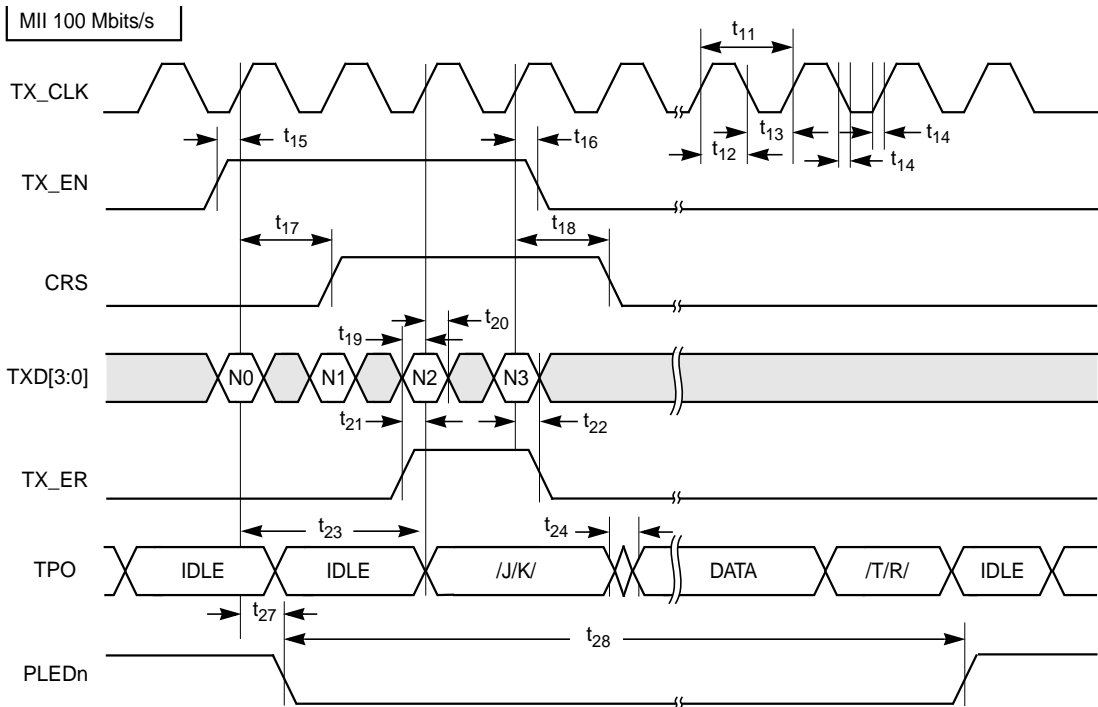 MII 100 Mbits/s
t11
TX_CLK
t15 t16 t12 t13 t14
t14
TX_EN
t17 t18
CRS
t20
t19
TXD[3:0] N0 N1 N2 N3
t21 t22
TX_ER
t23 t24
TPO IDLE IDLE /J/K/ DATA /T/R/ IDLE
t27
t28
PLEDn